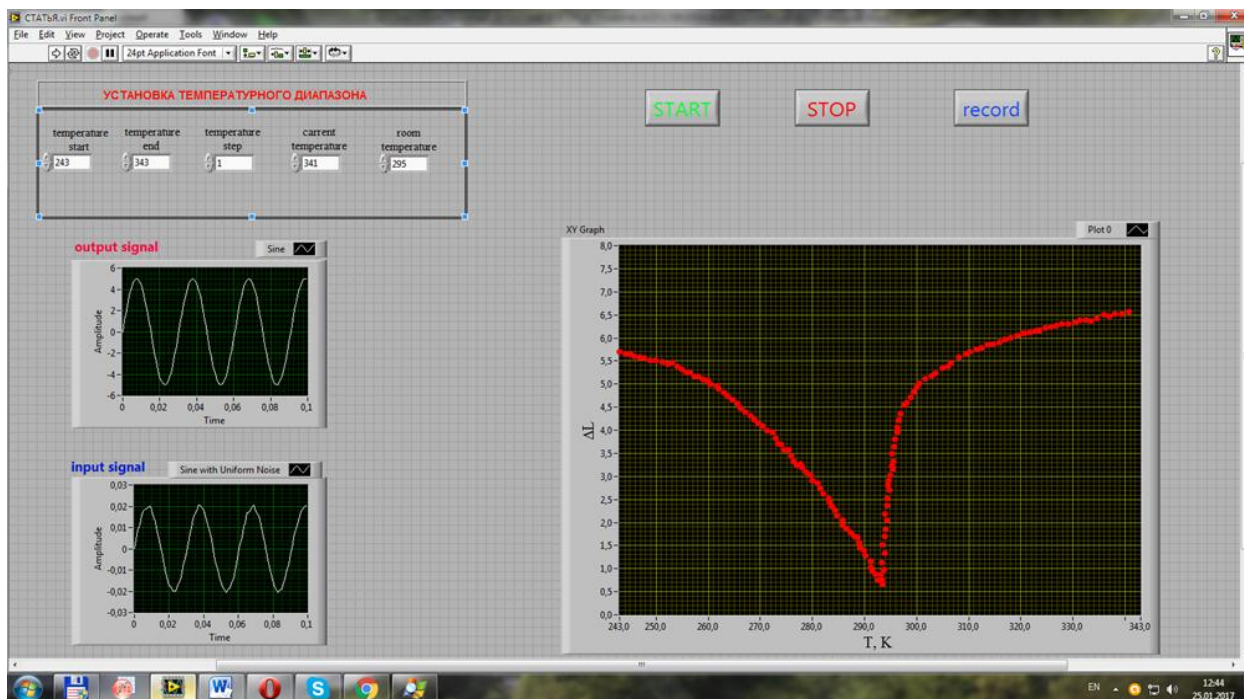 СТАТЬЯ.vi Front Panel
File Edit View Project Operate Tools Window Help
24pt Application Font
УСТАНОВКА ТЕМПЕРАТУРНОГО ДИАПАЗОНА
temperature start
temperature end
temperature step
carrent temperature
room temperature
243
343
1
341
295
START
STOP
record
output signal
Sine
6
4
2
0
-2
-4
-6
Amplitude
0 0,02 0,04 0,06 0,08 0,1
Time
input signal
Sine with Uniform Noise
0,03
0,02
0,01
0
-0,01
-0,02
-0,03
Amplitude
0 0,02 0,04 0,06 0,08 0,1
Time
XY Graph
Plot 0
8,0
7,5
7,0
6,5
6,0
5,5
5,0
4,5
4,0
3,5
3,0
2,5
2,0
1,5
1,0
0,5
0,0
ΔL
243,0 250,0 260,0 270,0 280,0 290,0 300,0 310,0 320,0 330,0 343,0
T, K
EN
12:44
25.01.2017